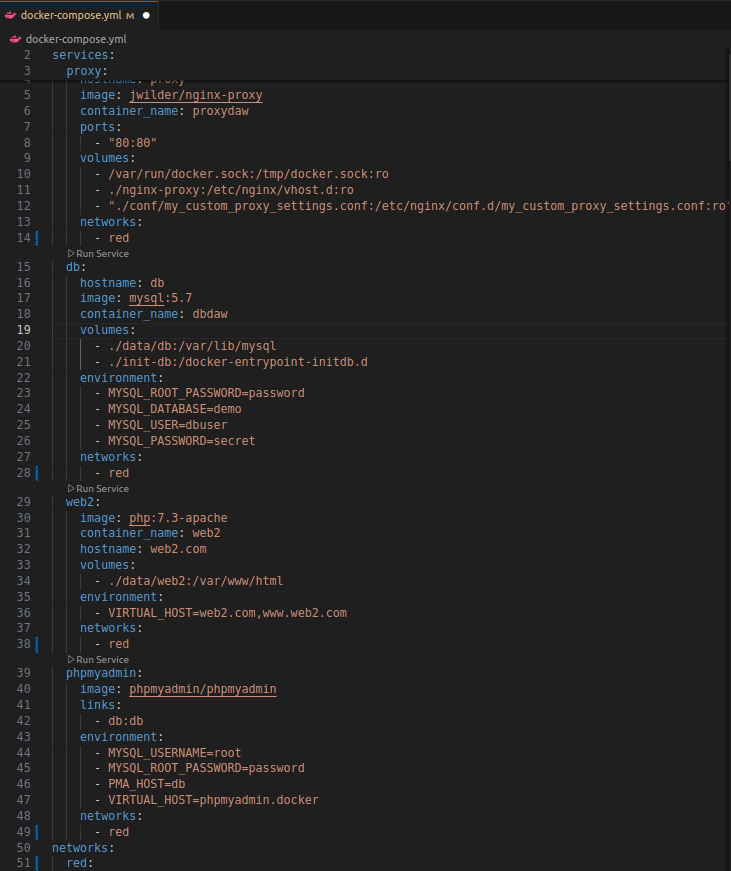 docker-compose.yml M
docker-compose.yml
2 services:
3 proxy:
4 hostname: proxy
5 image: jwilder/nginx-proxy
6 container_name: proxydaw
7 ports:
8 - "80:80"
9 volumes:
10 - /var/run/docker.sock:/tmp/docker.sock:ro
11 - ./nginx-proxy:/etc/nginx/vhost.d:ro
12 - "./conf/my_custom_proxy_settings.conf:/etc/nginx/conf.d/my_custom_proxy_settings.conf:ro"
13 networks:
14 - red
Run Service
15 db:
16 hostname: db
17 image: mysql:5.7
18 container_name: dbdaw
19 volumes:
20 - ./data/db:/var/lib/mysql
21 - ./init-db:/docker-entrypoint-initdb.d
22 environment:
23 - MYSQL_ROOT_PASSWORD=password
24 - MYSQL_DATABASE=demo
25 - MYSQL_USER=dbuser
26 - MYSQL_PASSWORD=secret
27 networks:
28 - red
Run Service
29 web2:
30 image: php:7.3-apache
31 container_name: web2
32 hostname: web2.com
33 volumes:
34 - ./data/web2:/var/www/html
35 environment:
36 - VIRTUAL_HOST=web2.com,www.web2.com
37 networks:
38 - red
Run Service
39 phpmyadmin:
40 image: phpmyadmin/phpmyadmin
41 links:
42 - db:db
43 environment:
44 - MYSQL_USERNAME=root
45 - MYSQL_ROOT_PASSWORD=password
46 - PMA_HOST=db
47 - VIRTUAL_HOST=phpmyadmin.docker
48 networks:
49 - red
50 networks:
51 red: